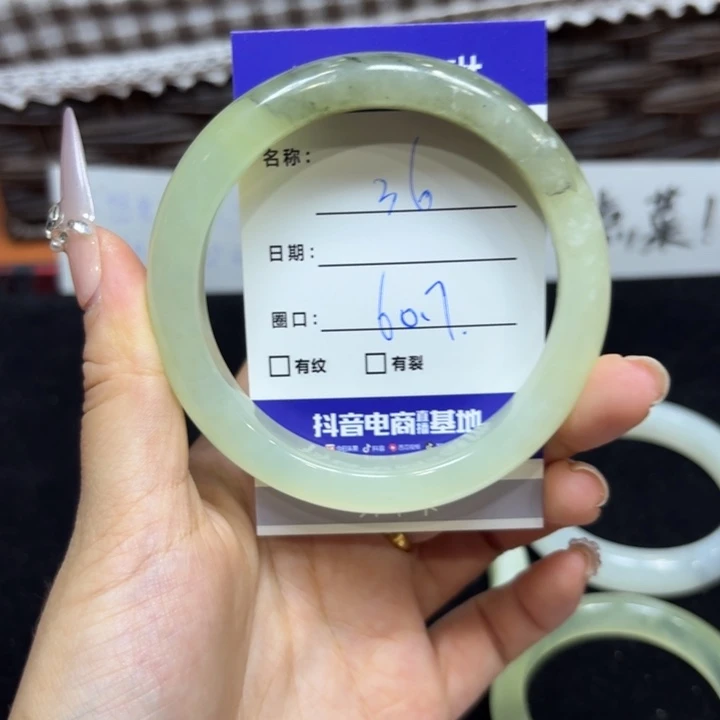 名称: 36
日期:
圈口: 60.7.
有纹 有裂
抖音电商直播基地
菜!